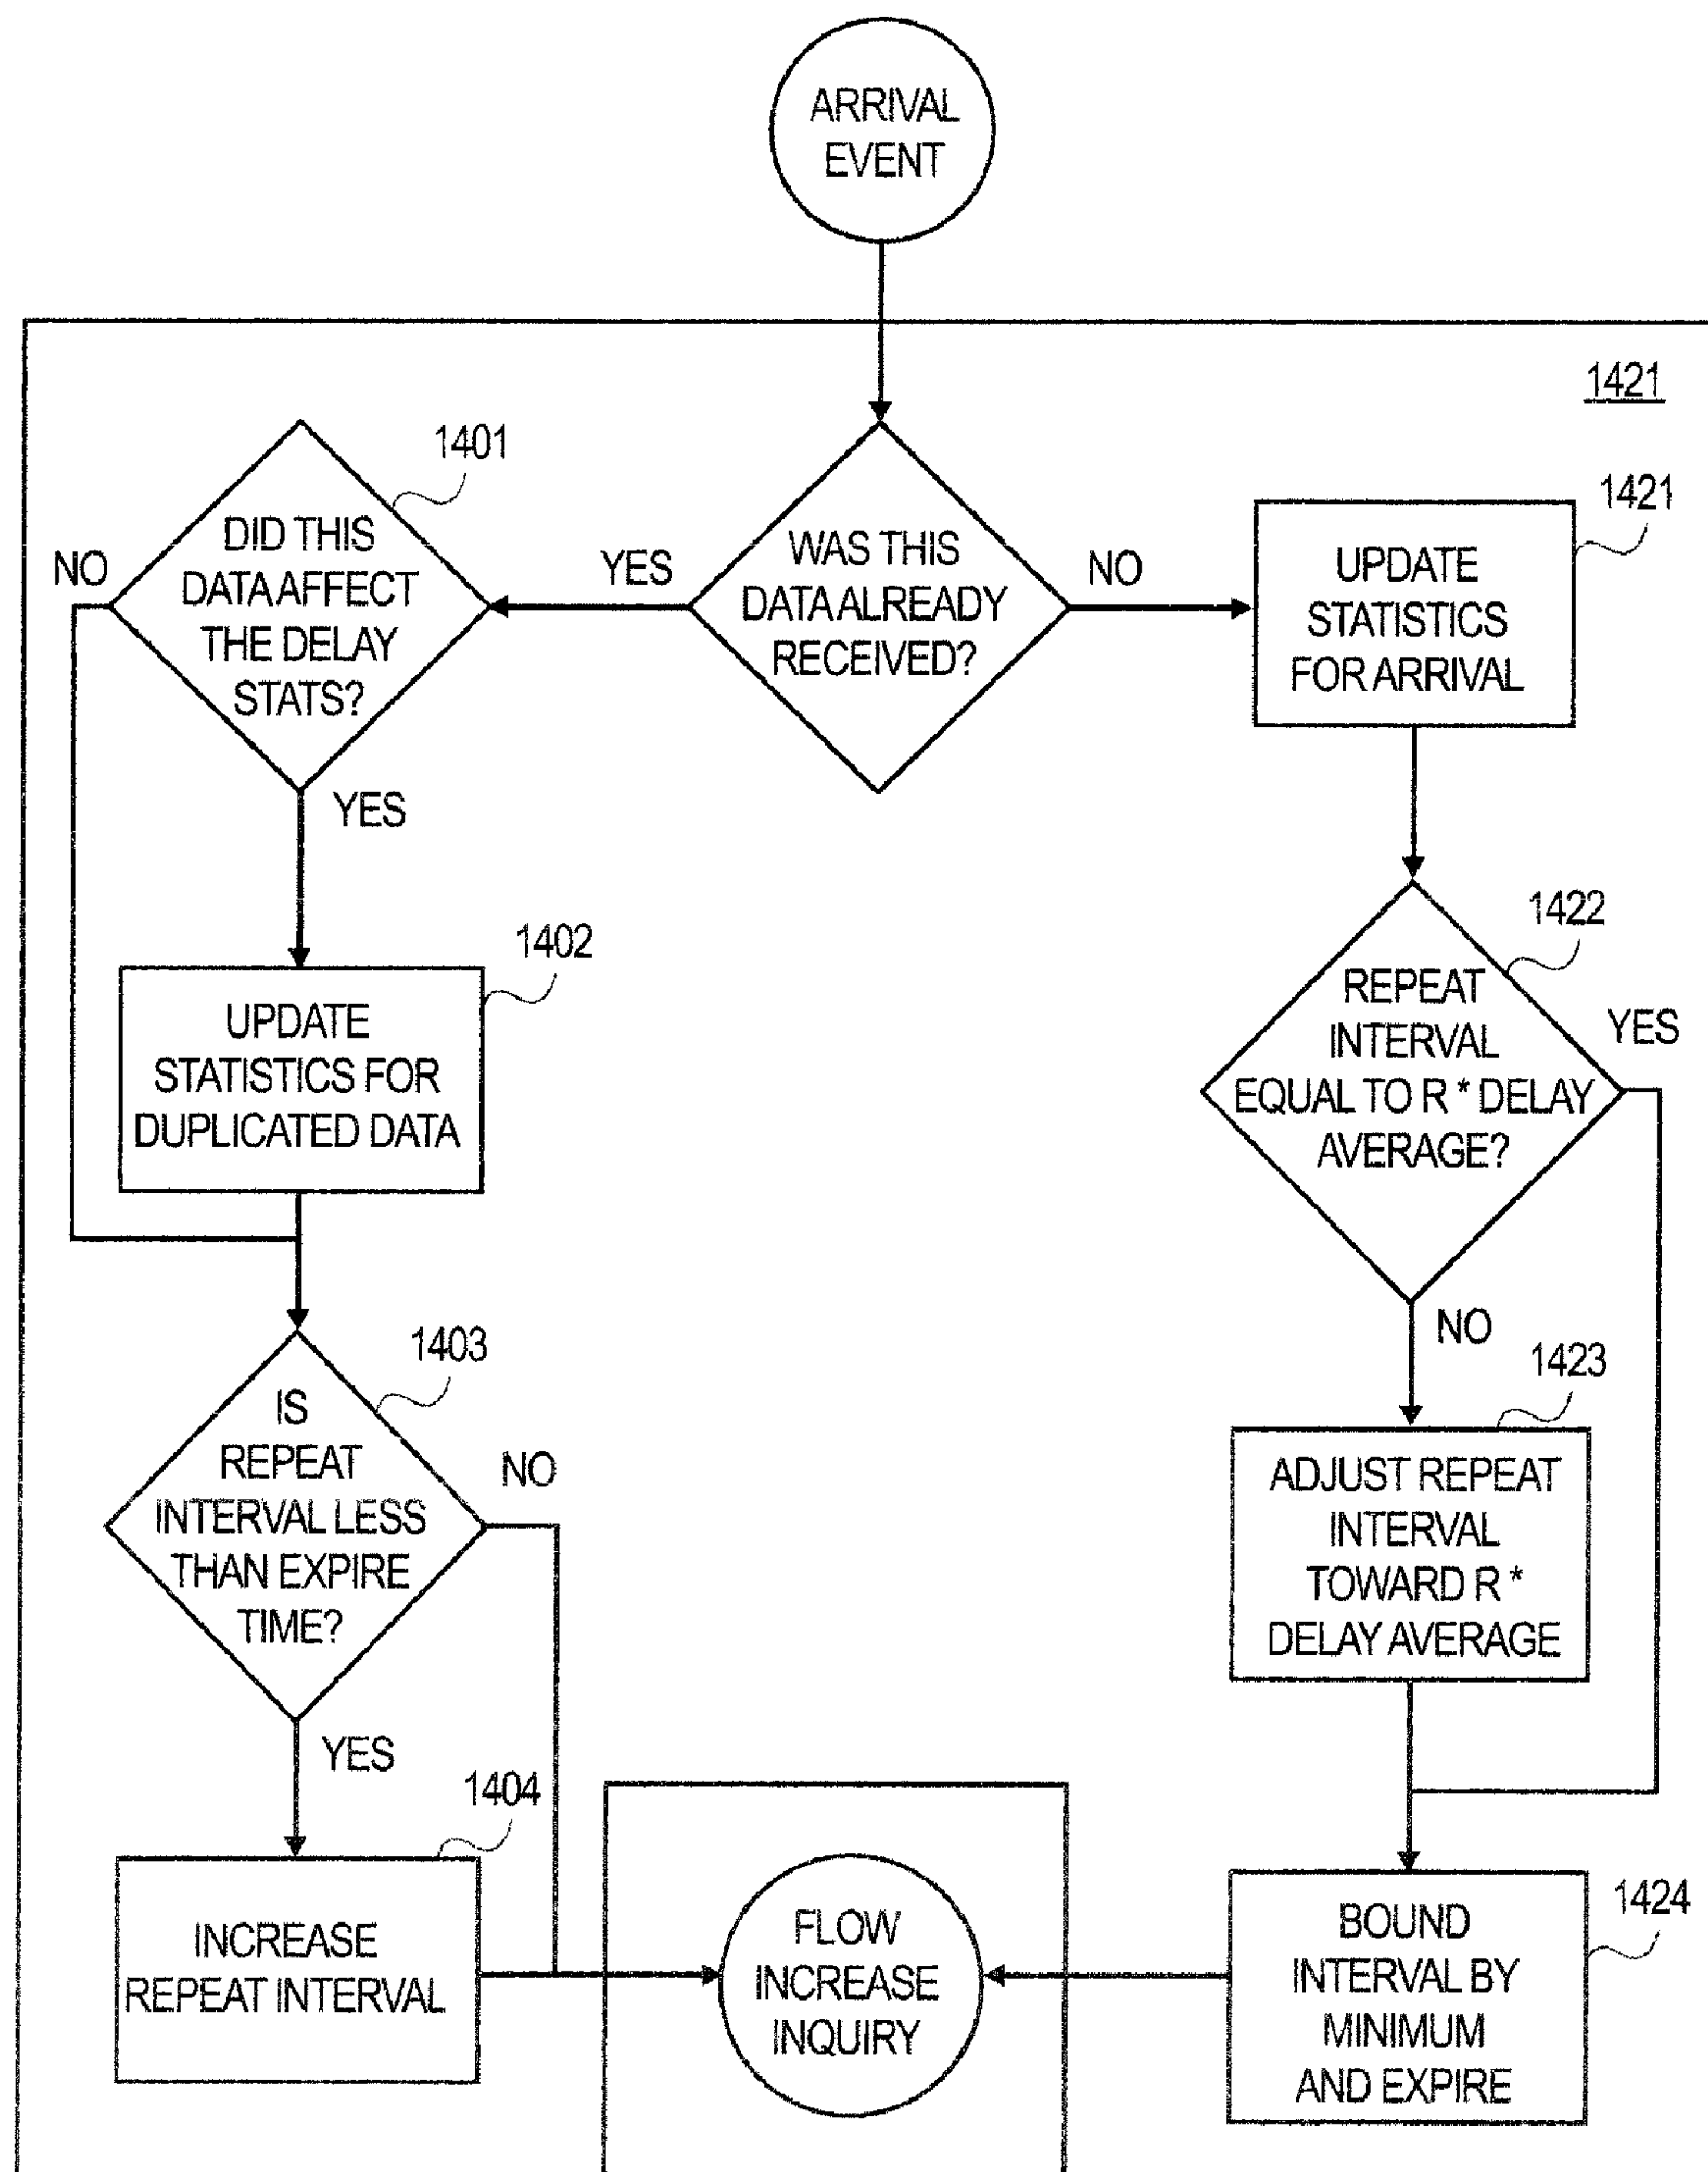 ARRIVAL
EVENT
1421
1401
DID THIS
DATA AFFECT
THE DELAY
STATS?
NO
YES
YES
WAS THIS
DATA ALREADY
RECEIVED?
NO
1421
UPDATE
STATISTICS
FOR ARRIVAL
1402
UPDATE
STATISTICS FOR
DUPLICATED DATA
1422
REPEAT
INTERVAL
EQUAL TO R * DELAY
AVERAGE?
YES
NO
1403
IS
REPEAT
INTERVAL LESS
THAN EXPIRE
TIME?
NO
YES
1423
ADJUST REPEAT
INTERVAL
TOWARD R *
DELAY AVERAGE
1404
INCREASE
REPEAT INTERVAL
FLOW
INCREASE
INQUIRY
1424
BOUND
INTERVAL BY
MINIMUM
AND EXPIRE